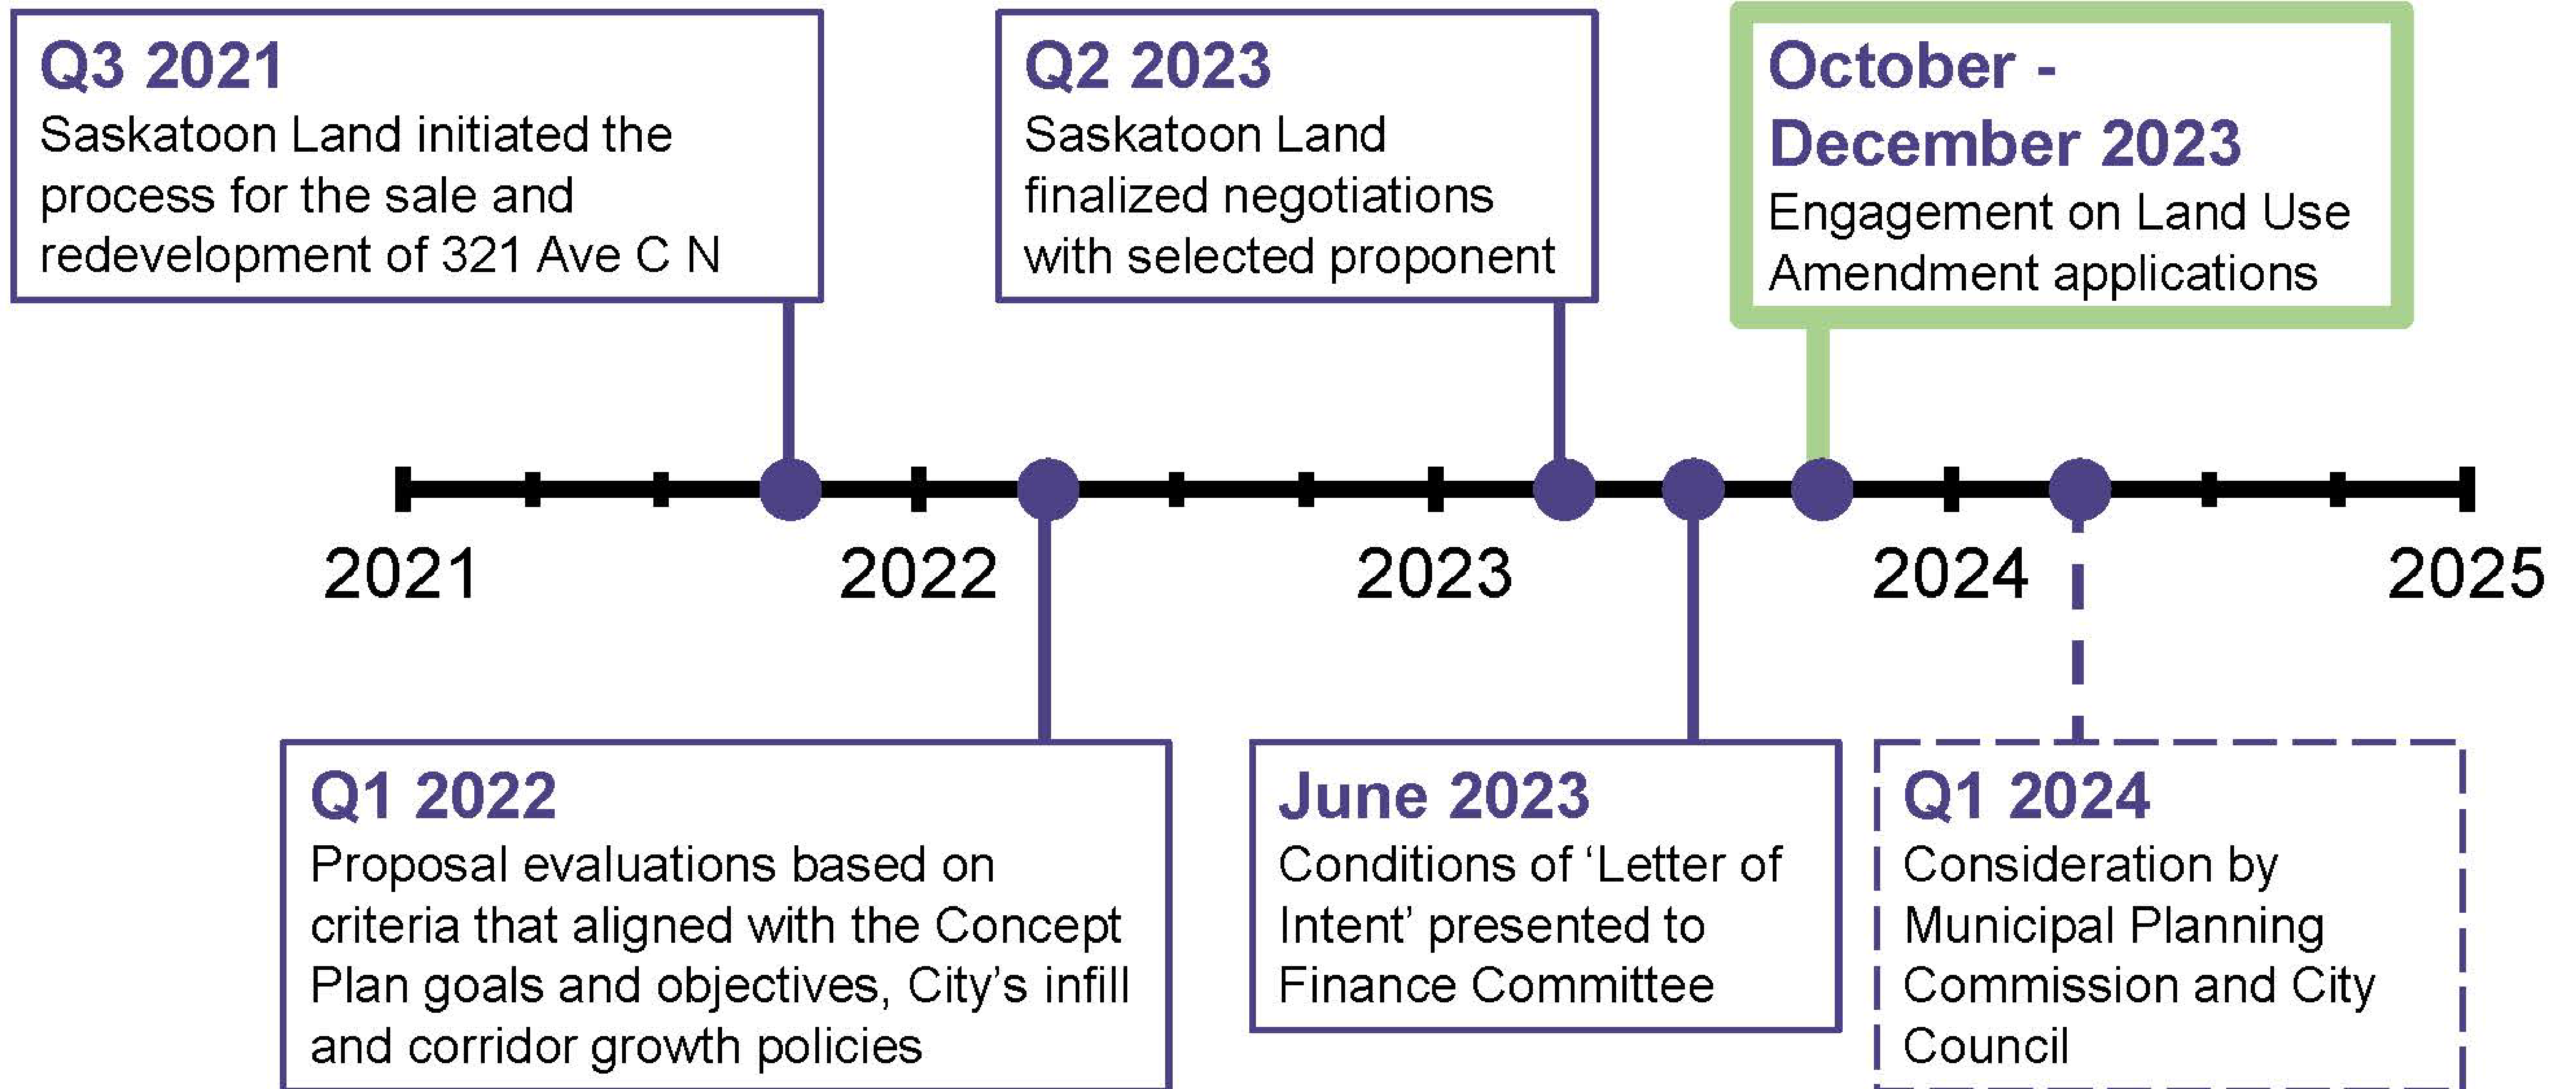 Q3 2021
Saskatoon Land initiated the
process for the sale and
redevelopment of 321 Ave C N
Q2 2023
Saskatoon Land
finalized negotiations
with selected proponent
October -
December 2023
Engagement on Land Use
Amendment applications
2021
2022
2023
2024
2025
Q1 2022
Proposal evaluations based on
criteria that aligned with the Concept
Plan goals and objectives, City’s infill
and corridor growth policies
June 2023
Conditions of ‘Letter of
Intent’ presented to
Finance Committee
Q1 2024
Consideration by
Municipal Planning
Commission and City
Council